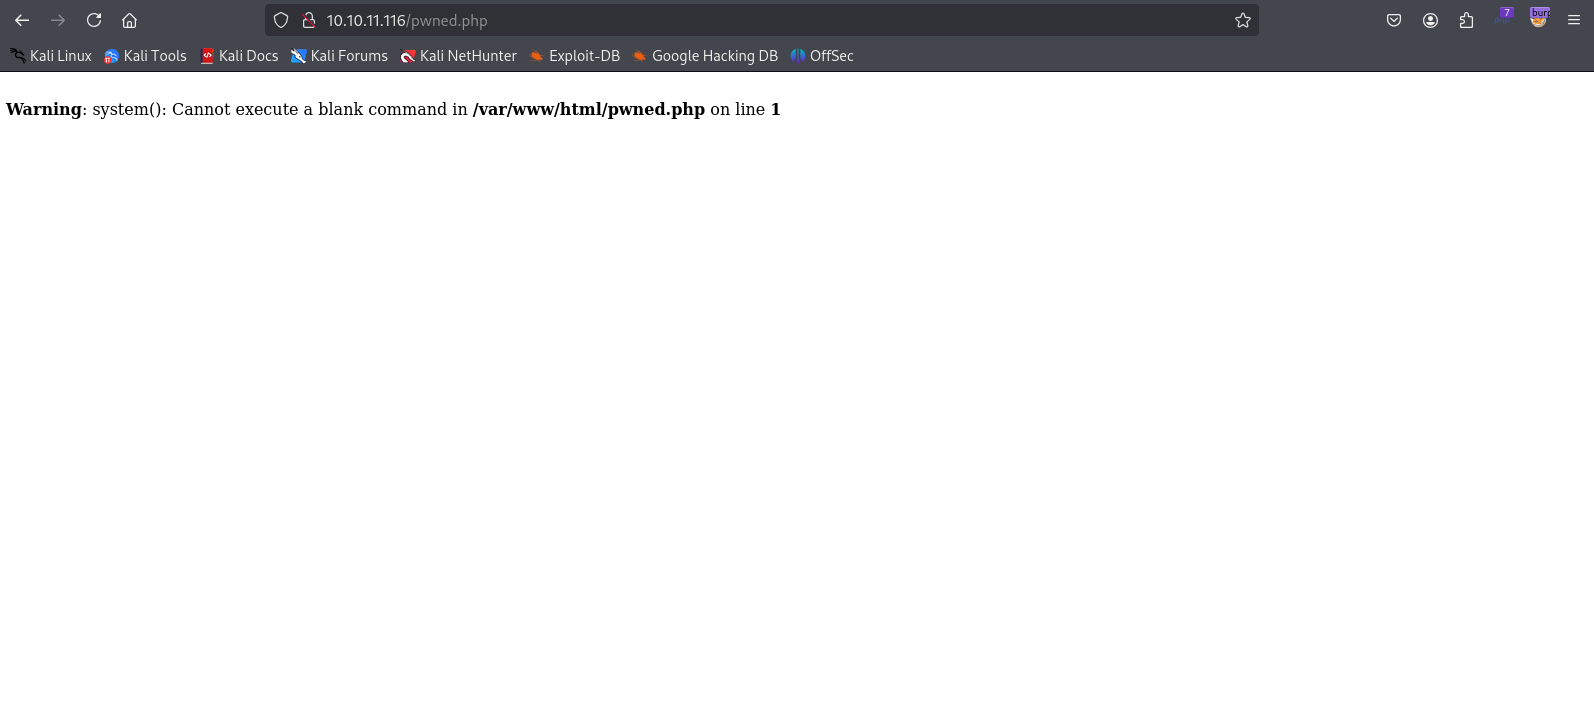 10.10.11.116/pwned.php
7
burp
Kali Linux Kali Tools Kali Docs Kali Forums Kali NetHunter Exploit-DB Google Hacking DB OffSec
Warning: system(): Cannot execute a blank command in /var/www/html/pwned.php on line 1